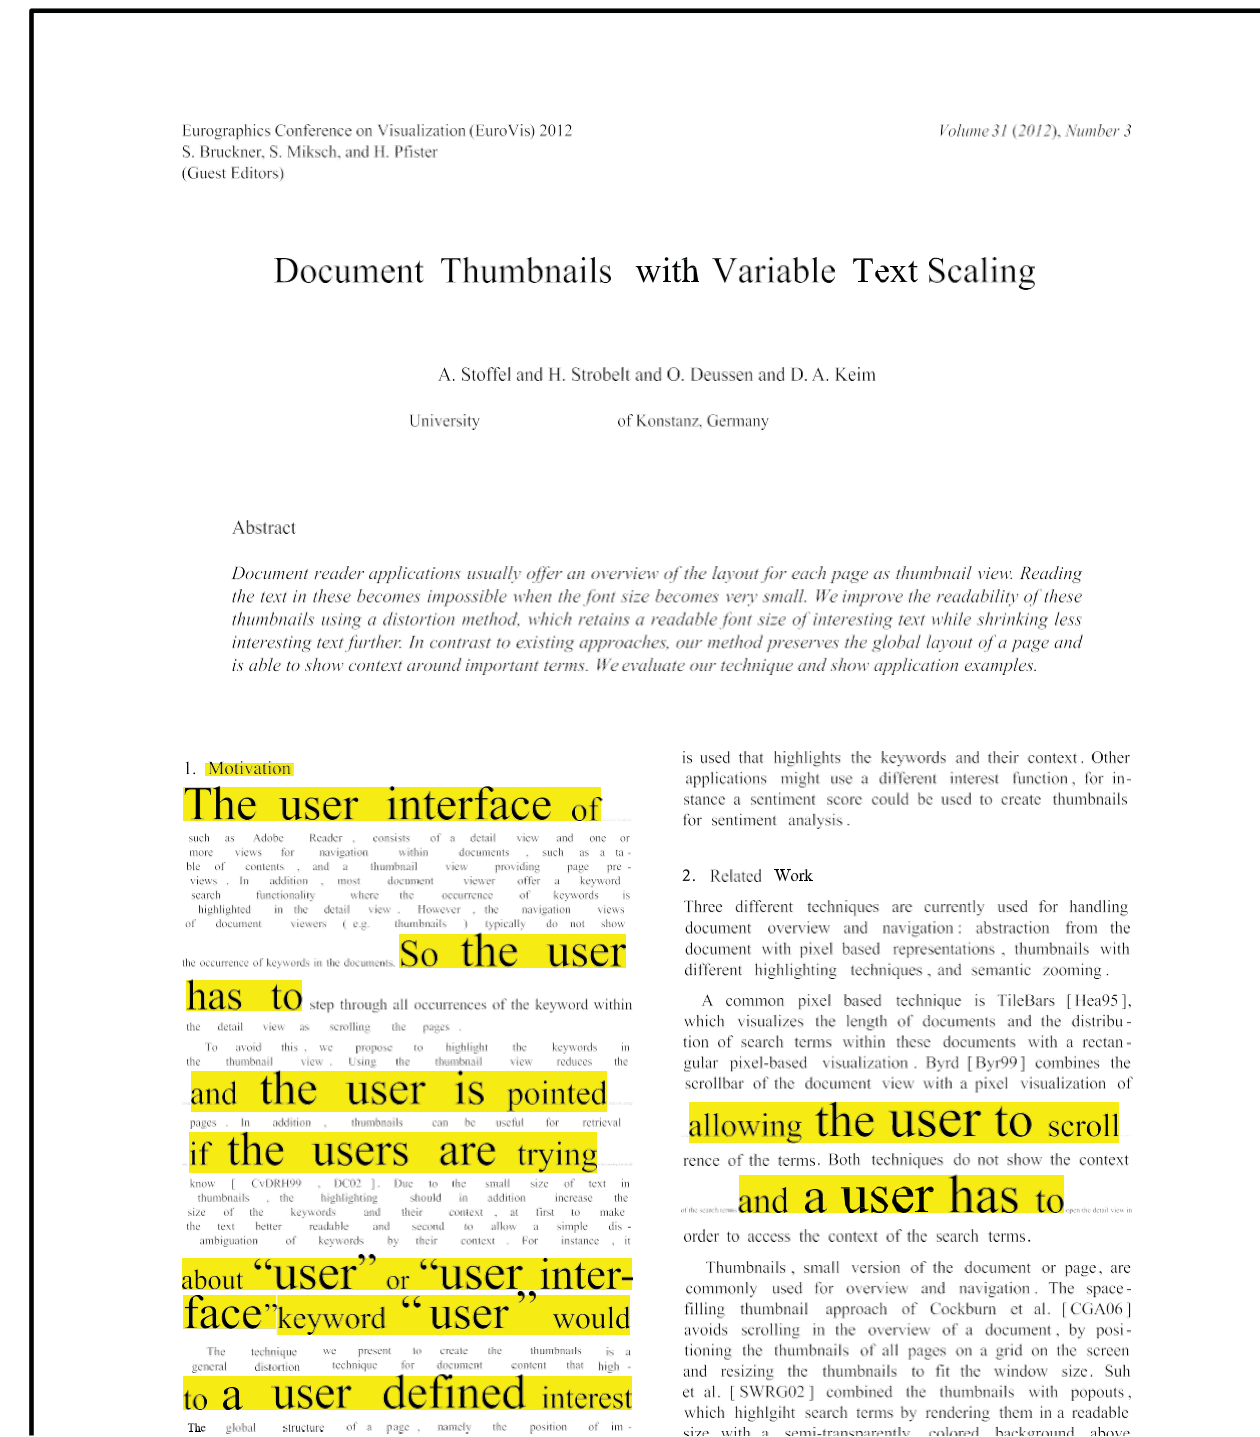 Eurographics Conference on Visualization (EuroVis) 2012
Volume 31 (2012), Number 3
S. Bruckner, S. Miksch, and H. Pfister
(Guest Editors)
Document Thumbnails with Variable Text Scaling
A. Stoffel and H. Strobelt and O. Deussen and D. A. Keim
University of Konstanz, Germany
Abstract
Document reader applications usually offer an overview of the layout for each page as thumbnail view. Reading
the text in these becomes impossible when the font size becomes very small. We improve the readability of these
thumbnails using a distortion method, which retains a readable font size of interesting text while shrinking less
interesting text further. In contrast to existing approaches, our method preserves the global layout of a page and
is able to show context around important terms. We evaluate our technique and show application examples.
1. Motivation
The user interface of
such as Adobe Reader , consists of a detail view and one or
more views for navigation within documents , such as a ta-
ble of contents , and a thumbnail view providing page pre-
views . In addition , most document viewer offer a keyword
search functionality where the occurrence of keywords is
highlighted in the detail view . However , the navigation views
of document viewers ( e.g. thumbnails ) typically do not show
the occurrence of keywords in the documents. So the user
has to step through all occurrences of the keyword within
the detail view as scrolling the pages .
To avoid this , we propose to highlight the keywords in
the thumbnail view . Using the thumbnail view reduces the
and the user is pointed
pages . In addition , thumbnails can be useful for retrieval
if the users are trying
know [ CvDRH99 , DC02 ]. Due to the small size of text in
thumbnails , the highlighting should in addition increase the
size of the keywords and their context , at first to make
the text better readable and second to allow a simple dis-
ambiguation of keywords by their context . For instance , it
about “user” or “user inter-
face” keyword “user” would
The technique we present to create the thumbnails is a
general distortion technique for document content that high-
to a user defined interest
The global structure of a page , namely the position of im-
is used that highlights the keywords and their context. Other
applications might use a different interest function, for in-
stance a sentiment score could be used to create thumbnails
for sentiment analysis.
2. Related Work
Three different techniques are currently used for handling
document overview and navigation: abstraction from the
document with pixel based representations, thumbnails with
different highlighting techniques, and semantic zooming.
A common pixel based technique is TileBars [Hea95],
which visualizes the length of documents and the distribu-
tion of search terms within these documents with a rectan-
gular pixel-based visualization. Byrd [Byr99] combines the
scrollbar of the document view with a pixel visualization of
allowing the user to scroll
rence of the terms. Both techniques do not show the context
of the search terms and a user has to open the detail view in
order to access the context of the search terms.
Thumbnails, small version of the document or page, are
commonly used for overview and navigation. The space-
filling thumbnail approach of Cockburn et al. [CGA06]
avoids scrolling in the overview of a document, by posi-
tioning the thumbnails of all pages on a grid on the screen
and resizing the thumbnails to fit the window size. Suh
et al. [SWRG02] combined the thumbnails with popouts,
which highlgiht search terms by rendering them in a readable
size with a semi-transparently colored background above